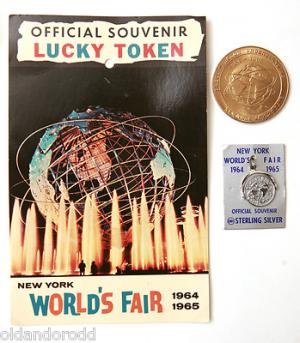 OFFICIAL SOUVENIR
LUCKY TOKEN
NEW YORK
WORLD'S FAIR 1964
1965
NEW YORK
WORLD'S FAIR
1964 1965
OFFICIAL SOUVENIR
STERLING SILVER
oldandorodd